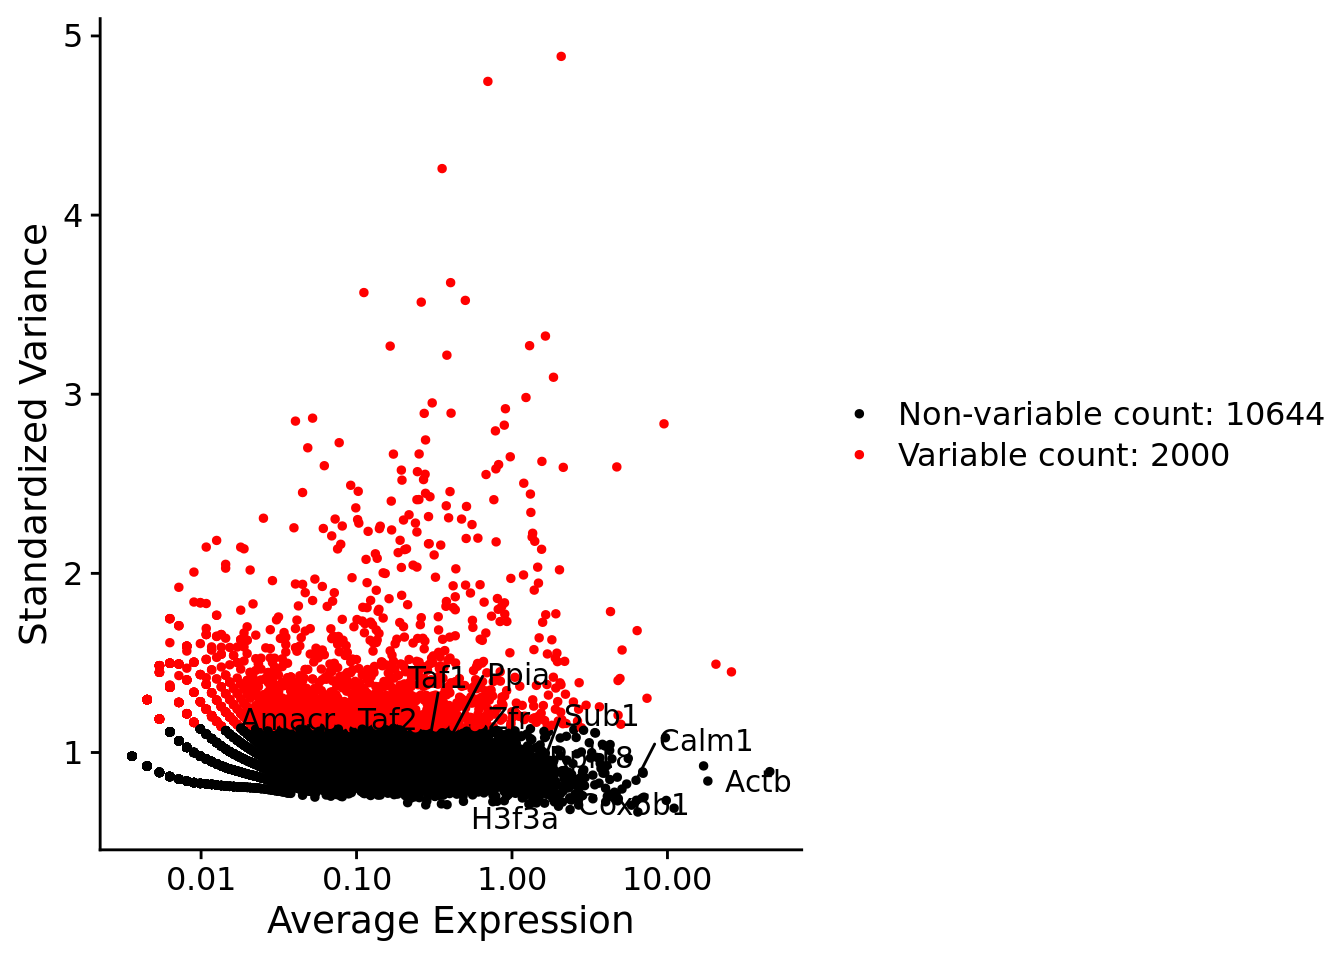 5
4
3
2
1
Standardized Variance
Non-variable count: 10644
Variable count: 2000
Taf1
Ppia
Amacr
Taf2
Zfr
Sub1
Calm1
Actb
Cox6b1
H3f3a
0.01
0.10
1.00
10.00
Average Expression